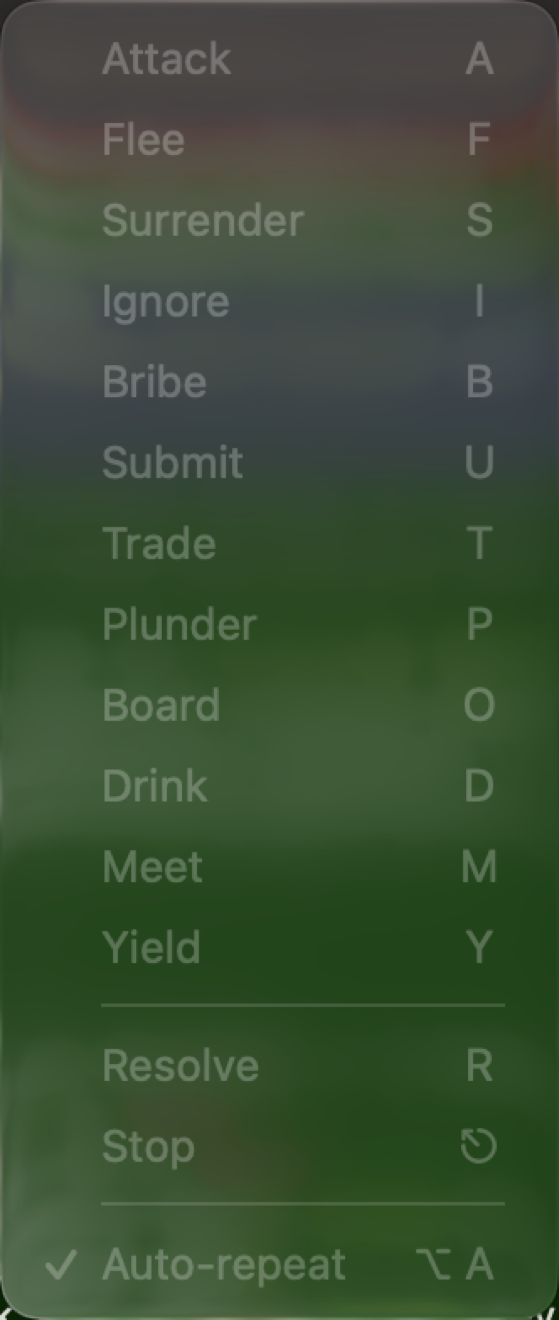 Attack A
Flee F
Surrender S
Ignore I
Bribe B
Submit U
Trade T
Plunder P
Board O
Drink D
Meet M
Yield Y
Resolve R
Stop ⎋
✓ Auto-repeat ⌥ A